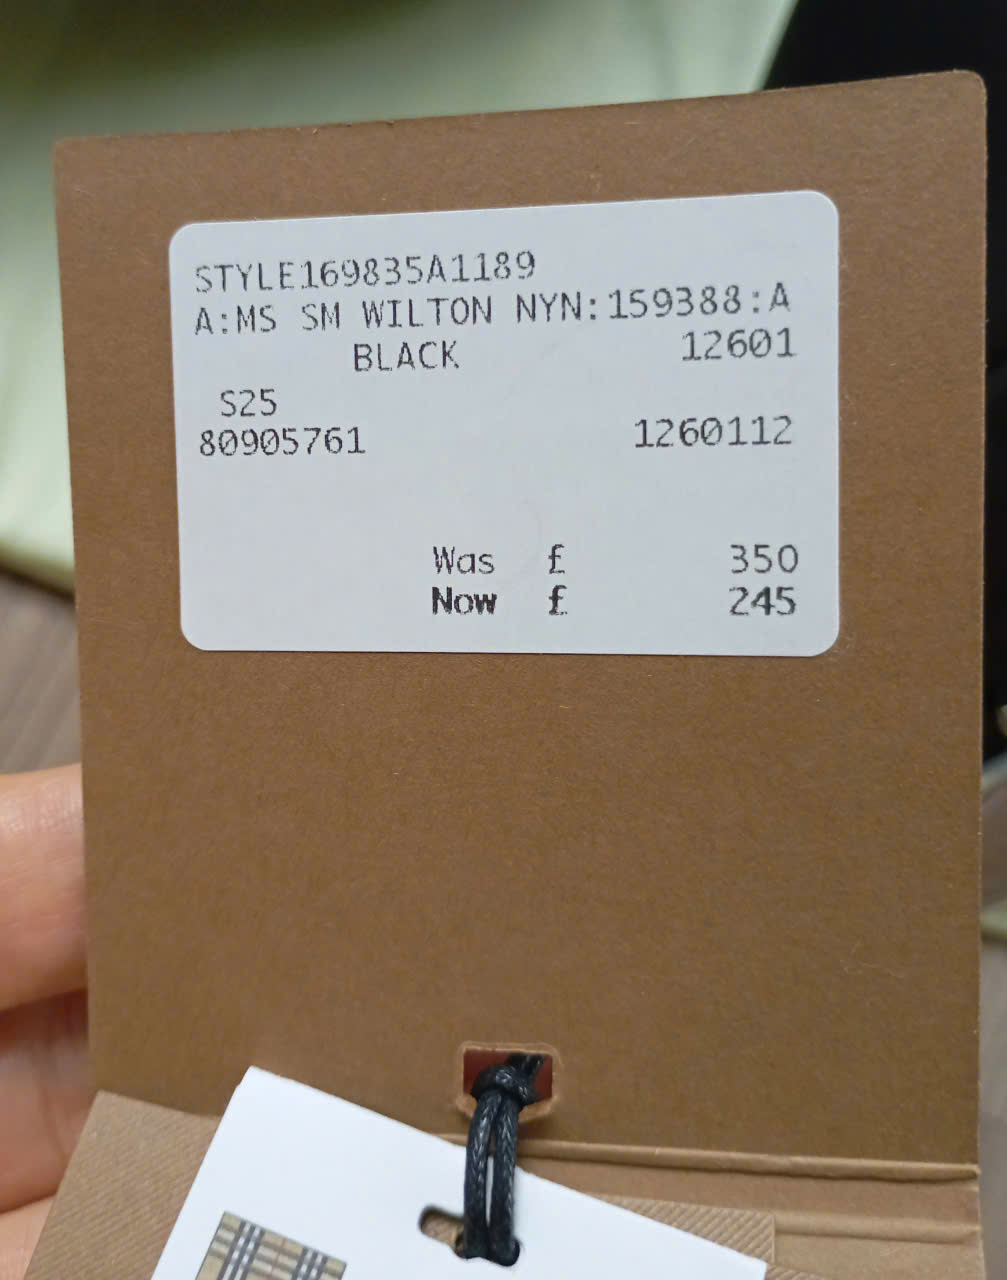 STYLE169835A1189
A:MS SM WILTON NYN:159388:A
BLACK 12601
S25
80905761 1260112
Was £ 350
Now £ 245